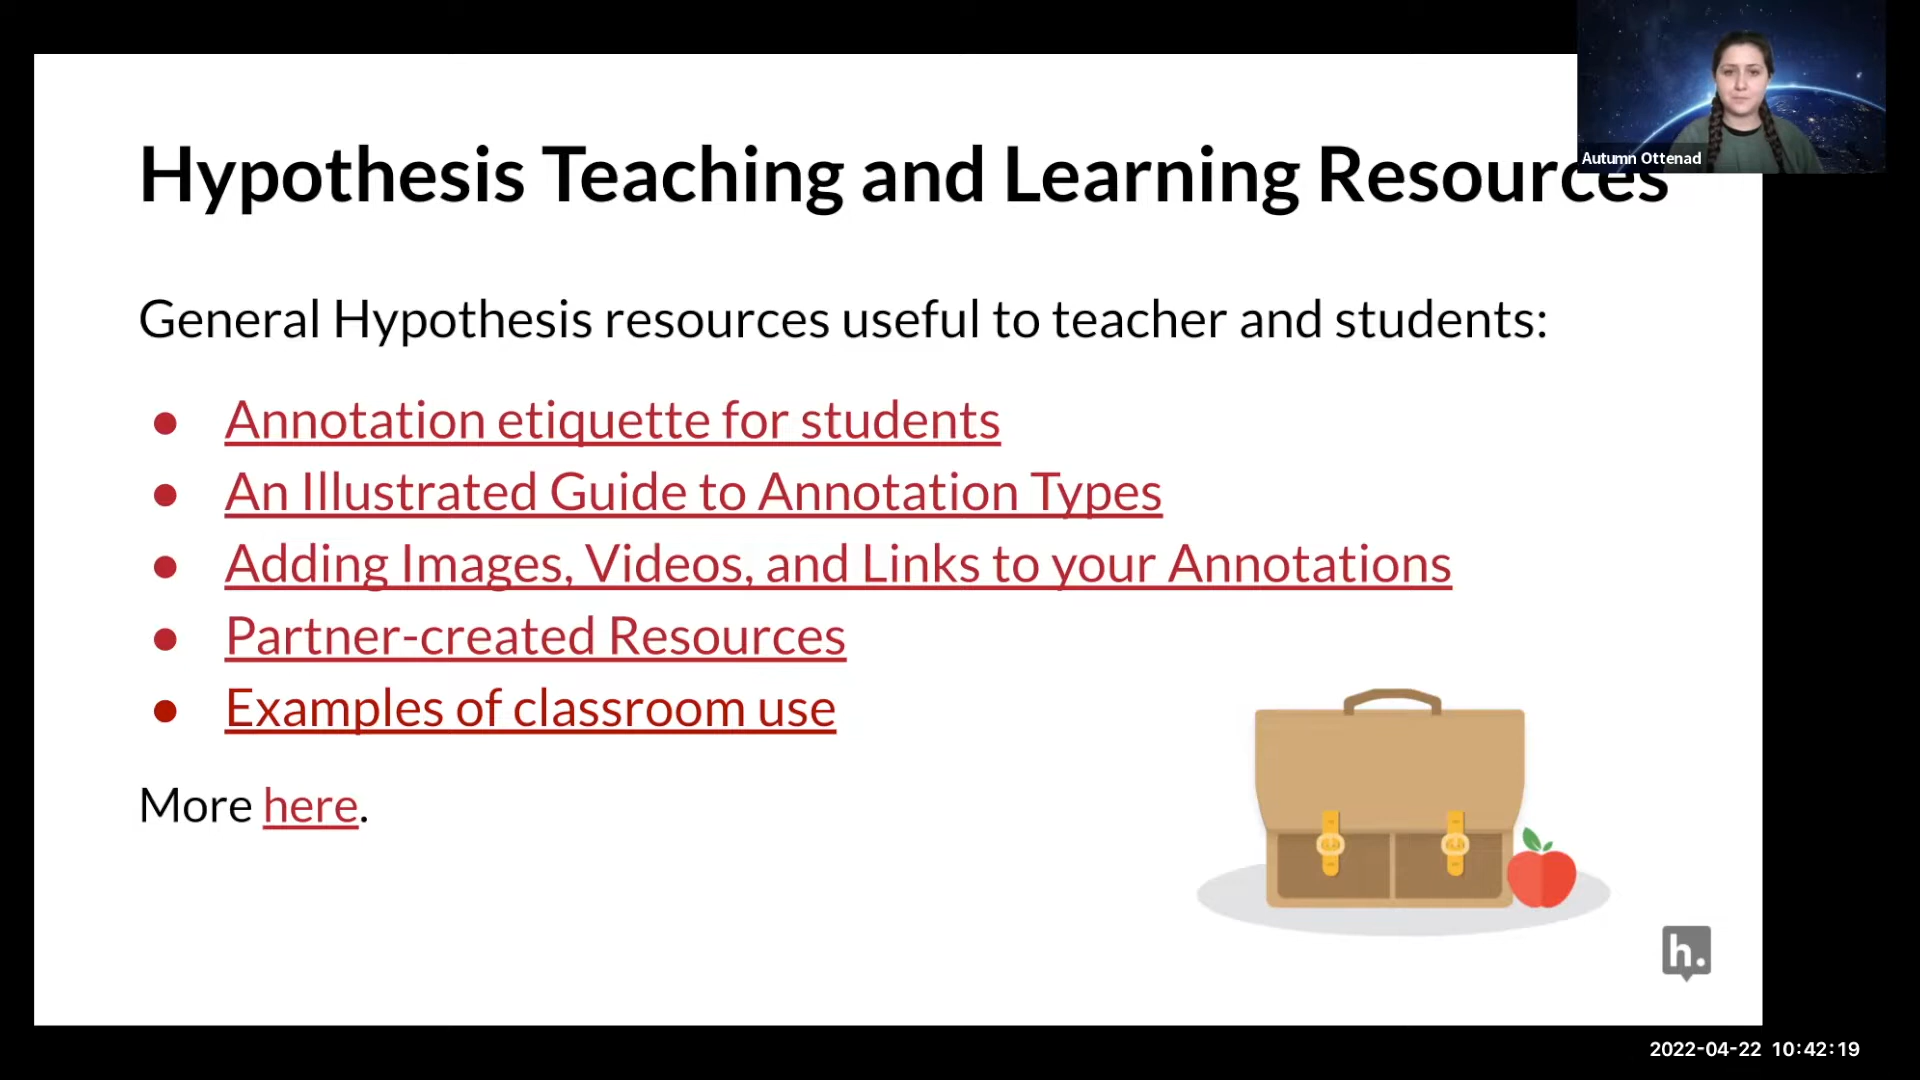 Autumn Ottenad
Hypothesis Teaching and Learning Resources
General Hypothesis resources useful to teacher and students:
● Annotation etiquette for students
● An Illustrated Guide to Annotation Types
● Adding Images, Videos, and Links to your Annotations
● Partner-created Resources
● Examples of classroom use
More here.
h.
2022-04-22 10:42:19